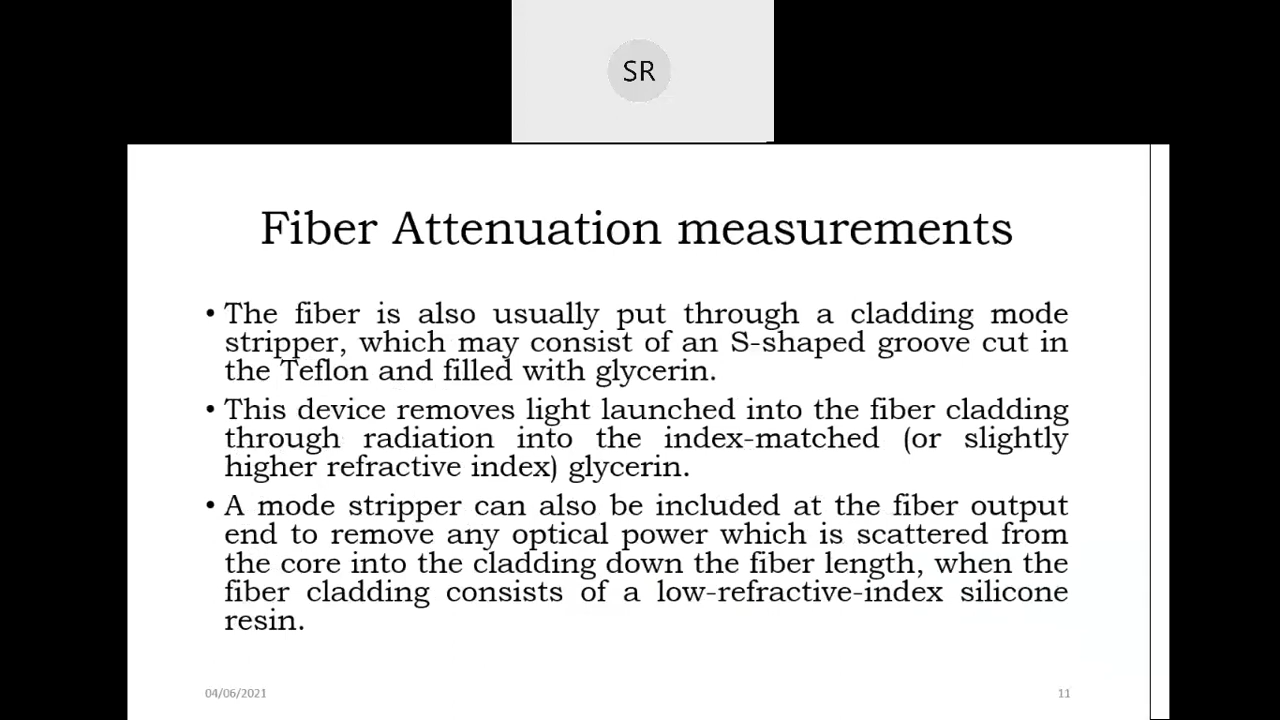 SR
Fiber Attenuation measurements
• The fiber is also usually put through a cladding mode
stripper, which may consist of an S-shaped groove cut in
the Teflon and filled with glycerin.
• This device removes light launched into the fiber cladding
through radiation into the index-matched (or slightly
higher refractive index) glycerin.
• A mode stripper can also be included at the fiber output
end to remove any optical power which is scattered from
the core into the cladding down the fiber length, when the
fiber cladding consists of a low-refractive-index silicone
resin.
04/06/2021
11